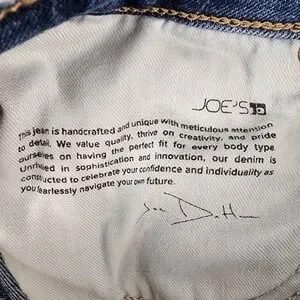 JOE'S
This jean is handcrafted and unique with meticulous attention
to detail. We value quality, thrive on creativity, and pride
ourselves on having the perfect fit for every body type.
Unrivaled in sophistication and innovation, our denim is
constructed to celebrate your confidence and individuality as
you fearlessly navigate your own future.
Joe